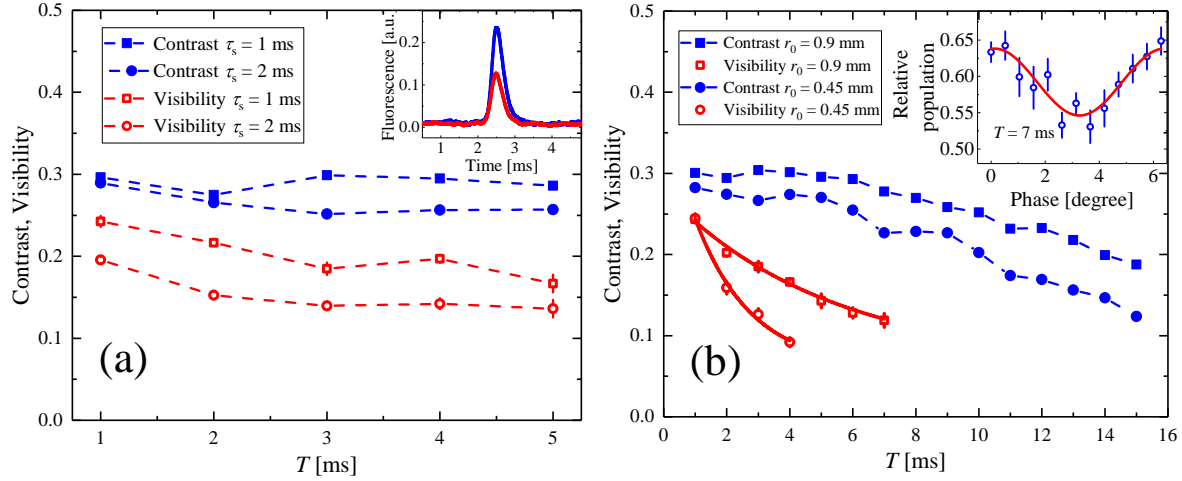 (a)
Contrast τs = 1 ms
Contrast τs = 2 ms
Visibility τs = 1 ms
Visibility τs = 2 ms
Fluorescence [a.u.]
0.2
0.1
0.0
2
4
Time [ms]
Contrast, Visibility
0.5
0.4
0.3
0.2
0.1
0.0
1
2
3
4
5
T [ms]
(b)
Contrast r0 = 0.9 mm
Visibility r0 = 0.9 mm
Contrast r0 = 0.45 mm
Visibility r0 = 0.45 mm
Relative
population
0.65
0.60
0.55
0.50
T = 7 ms
0
2
4
6
Phase [degree]
Contrast, Visibility
0.5
0.4
0.3
0.2
0.1
0.0
0
2
4
6
8
10
12
14
16
T [ms]